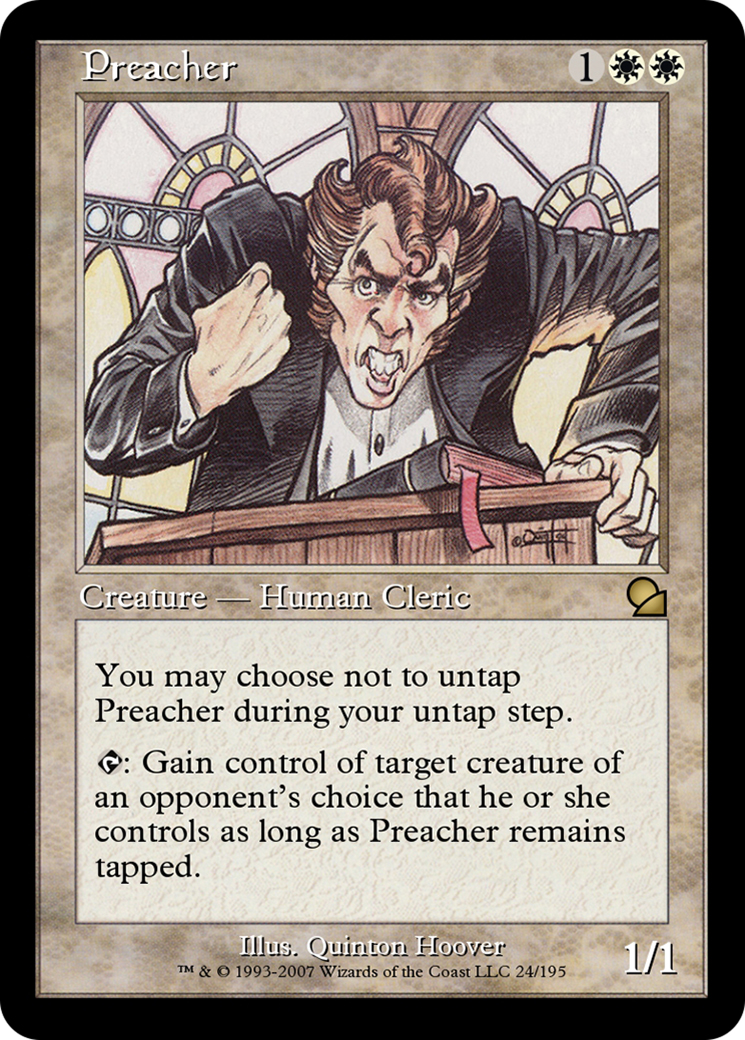 Preacher 1
Creature — Human Cleric
You may choose not to untap
Preacher during your untap step.
: Gain control of target creature of
an opponent's choice that he or she
controls as long as Preacher remains
tapped.
Illus. Quinton Hoover
™ & © 1993-2007 Wizards of the Coast LLC 24/195
1/1